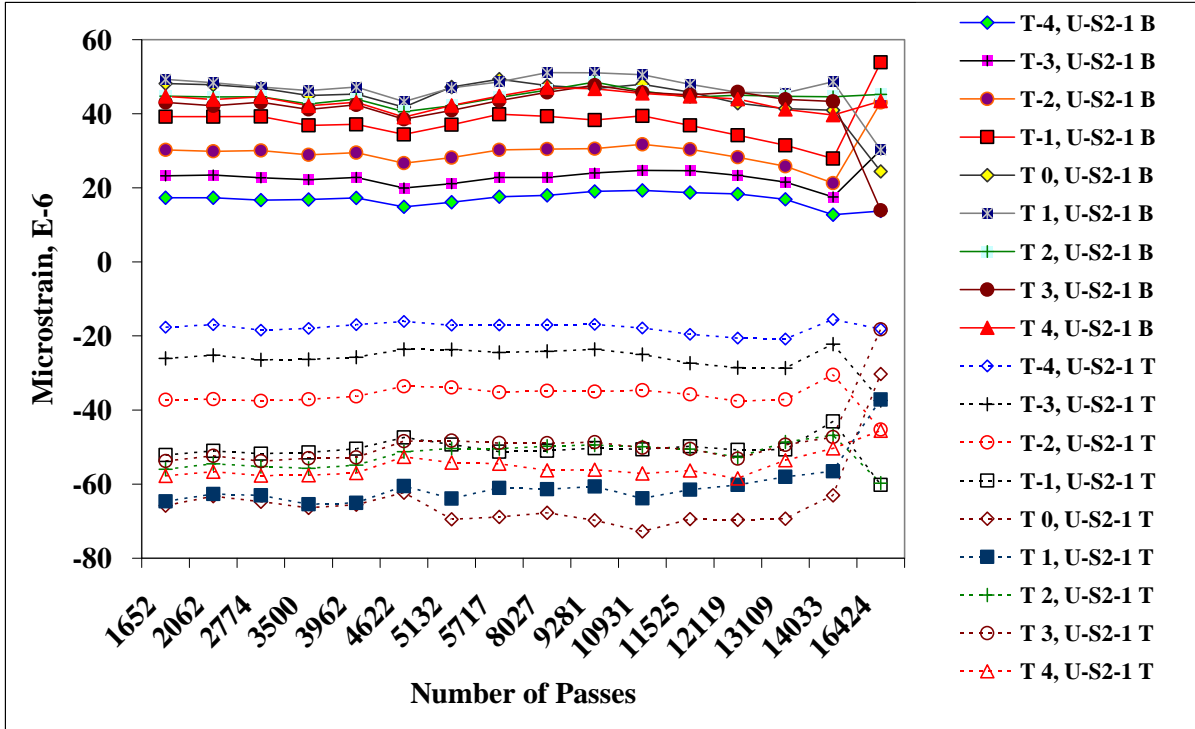 Microstrain, E-6
60
40
20
0
-20
-40
-60
-80
1652
2062
2774
3500
3962
4622
5132
5717
8027
9281
10931
11525
12119
13109
14033
16424
Number of Passes
T-4, U-S2-1 B
T-3, U-S2-1 B
T-2, U-S2-1 B
T-1, U-S2-1 B
T 0, U-S2-1 B
T 1, U-S2-1 B
T 2, U-S2-1 B
T 3, U-S2-1 B
T 4, U-S2-1 B
T-4, U-S2-1 T
T-3, U-S2-1 T
T-2, U-S2-1 T
T-1, U-S2-1 T
T 0, U-S2-1 T
T 1, U-S2-1 T
T 2, U-S2-1 T
T 3, U-S2-1 T
T 4, U-S2-1 T